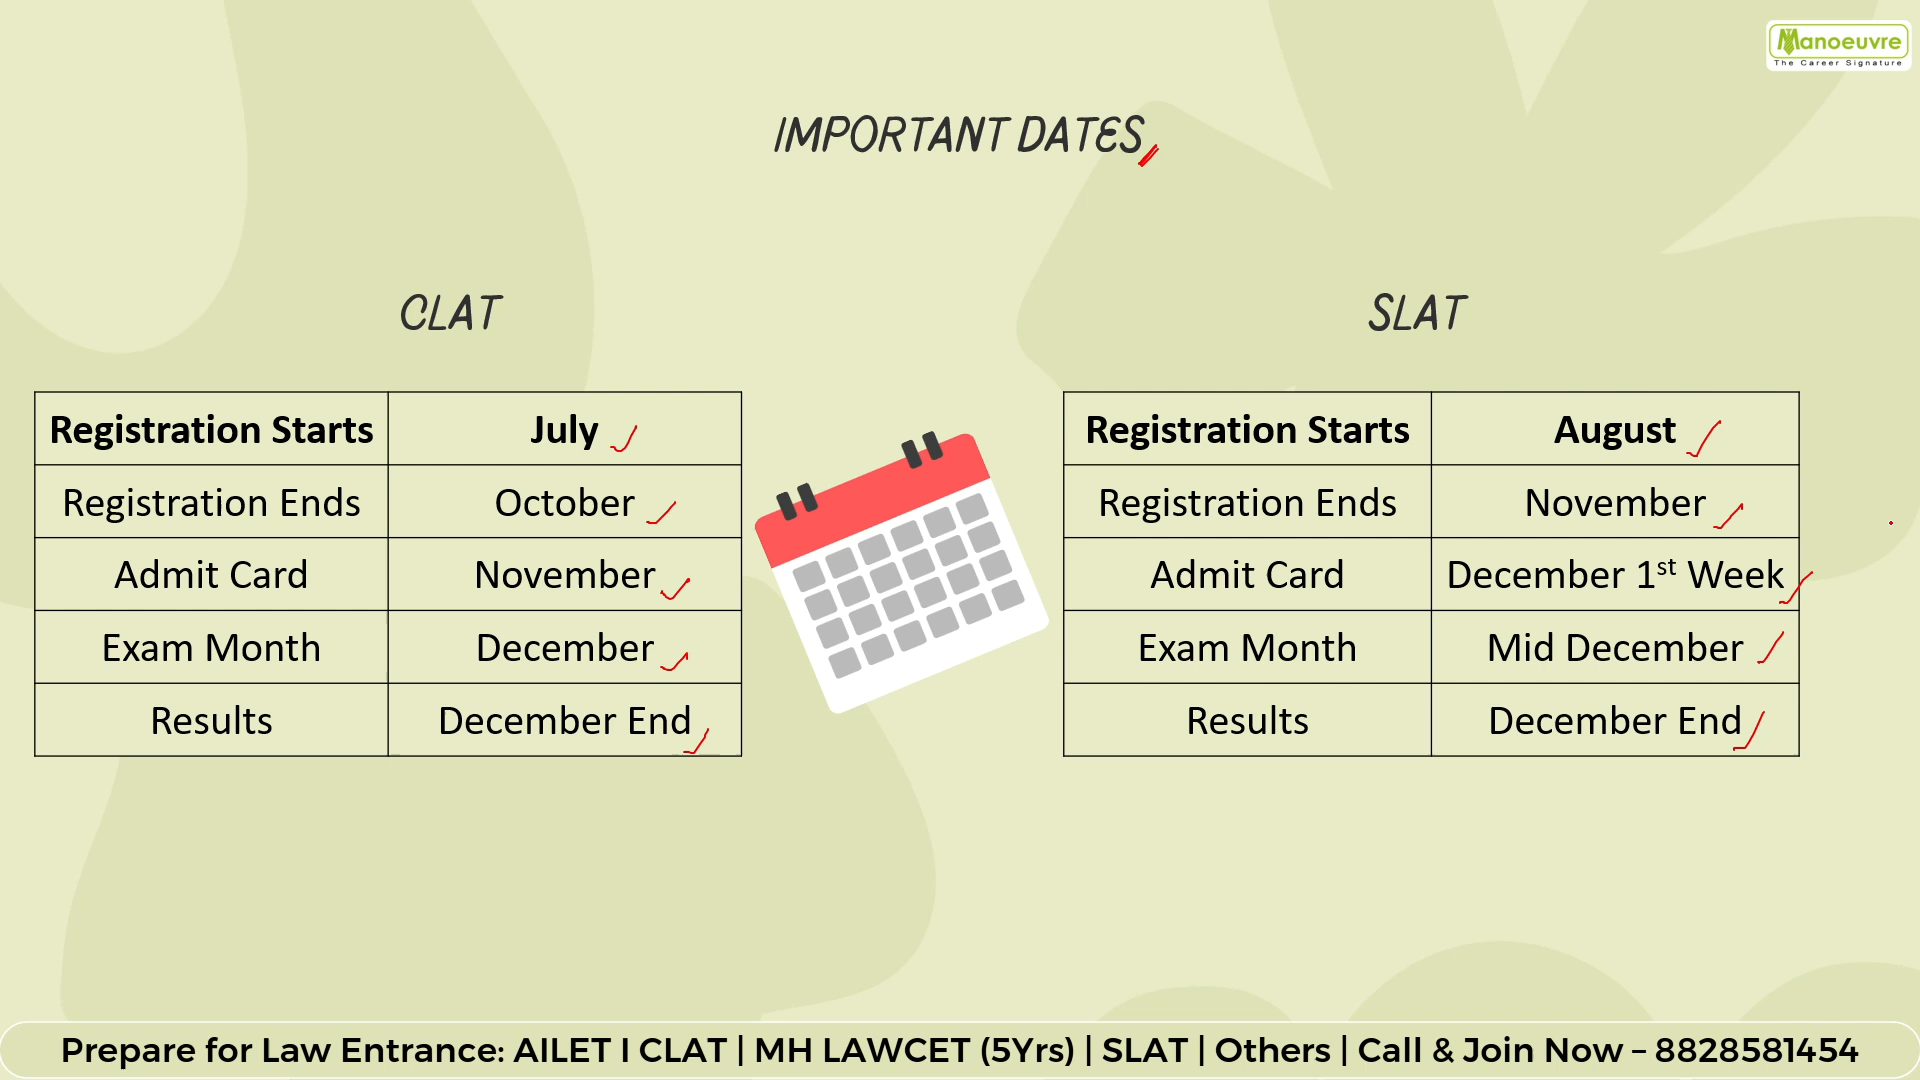 Manoeuvre
The Career Signature
IMPORTANT DATES
CLAT
Registration Starts July
Registration Ends October
Admit Card November
Exam Month December
Results December End
SLAT
Registration Starts August
Registration Ends November
Admit Card December 1st Week
Exam Month Mid December
Results December End
Prepare for Law Entrance: AILET I CLAT | MH LAWCET (5Yrs) | SLAT | Others | Call & Join Now – 8828581454